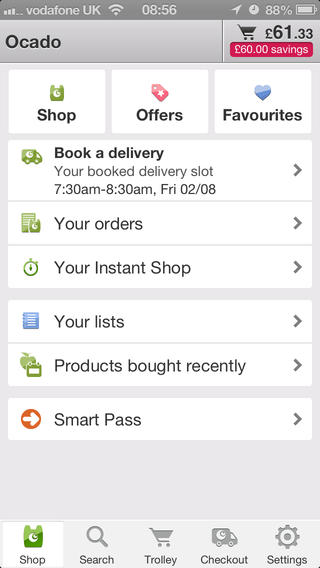 vodafone UK 08:56 88%
Ocado
£61.33
£60.00 savings
Shop Offers Favourites
Book a delivery
Your booked delivery slot
7:30am-8:30am, Fri 02/08
Your orders
Your Instant Shop
Your lists
Products bought recently
Smart Pass
Shop Search Trolley Checkout Settings